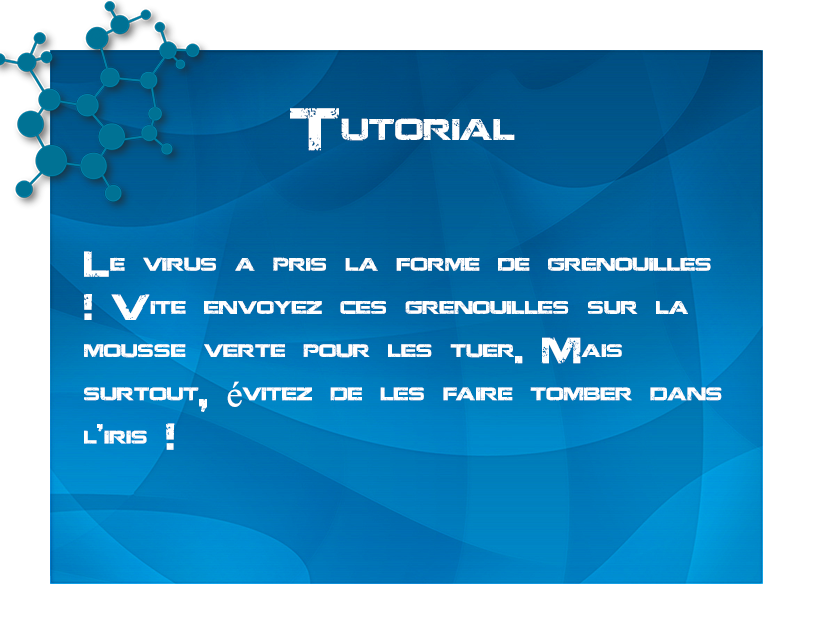 Tutorial
Le virus a pris la forme de grenouilles
! Vite envoyez ces grenouilles sur la
mousse verte pour les tuer. Mais
surtout, évitez de les faire tomber dans
l'iris !